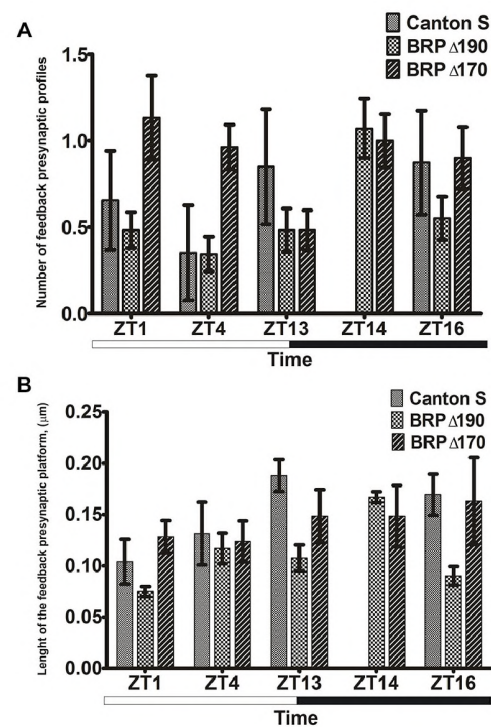 A
Canton S
BRP Δ190
BRP Δ170
Number of feedback presynaptic profiles
1.5
1.0
0.5
0.0
ZT1 ZT4 ZT13 ZT14 ZT16
Time
B
Canton S
BRP Δ190
BRP Δ170
Lenght of the feedback presynaptic platform, (μm)
0.25
0.20
0.15
0.10
0.05
0.00
ZT1 ZT4 ZT13 ZT14 ZT16
Time